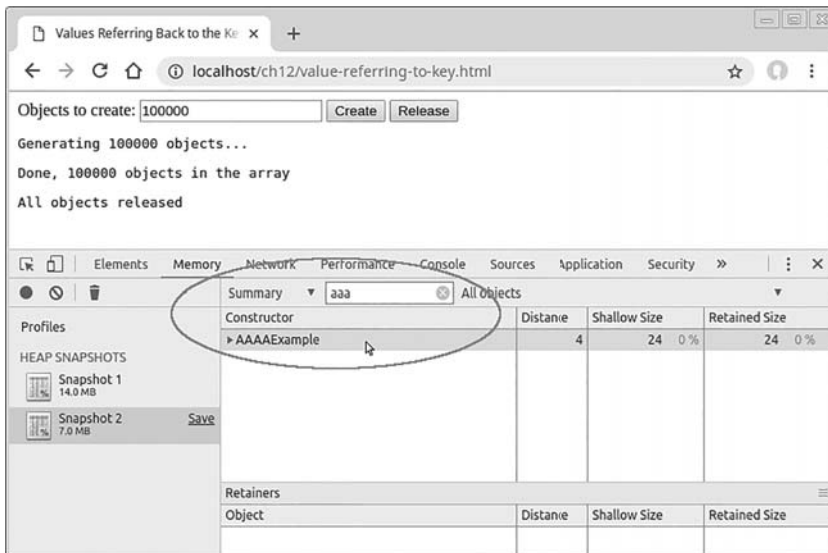 Values Referring Back to the Ke
localhost/ch12/value-referring-to-key.html
Objects to create: 100000 Create Release
Generating 100000 objects...
Done, 100000 objects in the array
All objects released
Elements Memory Network Performance Console Sources Application Security »
Summary ▼ aaa All objects ▼
Profiles
Constructor Distance Shallow Size Retained Size
▸ AAAAExample 4 24 0 % 24 0 %
HEAP SNAPSHOTS
Snapshot 1
14.0 MB
Snapshot 2 Save
7.0 MB
Retainers
Object Distance Shallow Size Retained Size